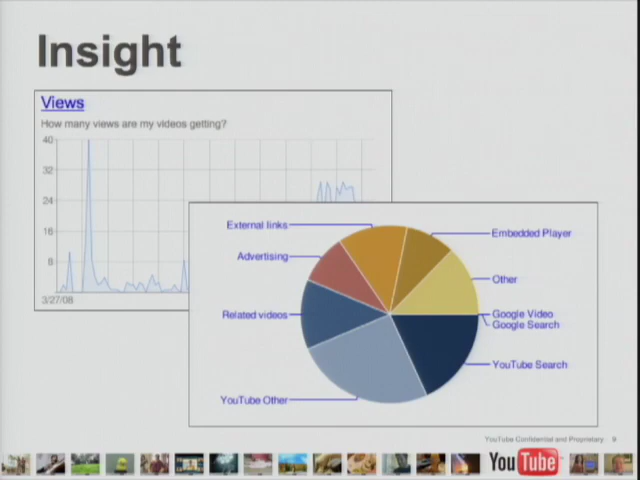 Insight
Views
How many views are my videos getting?
40
32
24
16
8
3/27/08
External links
Embedded Player
Advertising
Other
Related videos
Google Video
Google Search
YouTube Search
YouTube Other
YouTube Confidential and Proprietary 9
YouTube